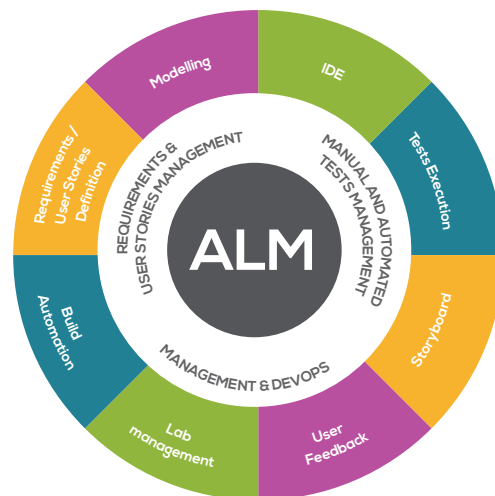 Modelling
IDE
Requirements /
User Stories
Definition
Tests Execution
REQUIREMENTS &
USER STORIES MANAGEMENT
MANUAL AND AUTOMATED
TESTS MANAGEMENT
ALM
Build
Automation
Storyboard
MANAGEMENT & DEVOPS
Lab
management
User
Feedback